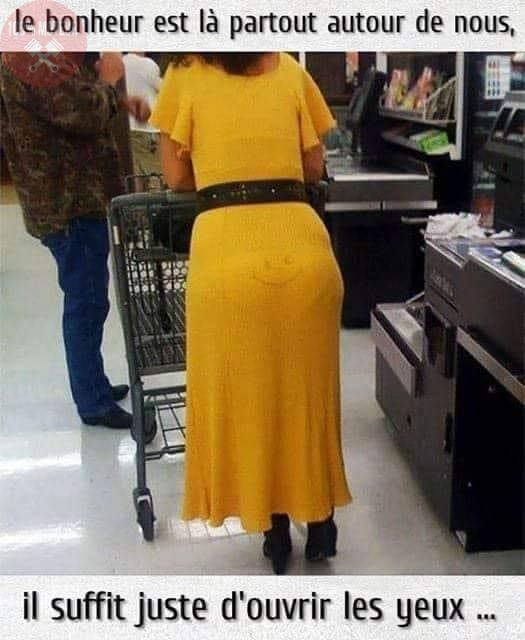 le bonheur est là partout autour de nous,
il suffit juste d'ouvrir les yeux ...